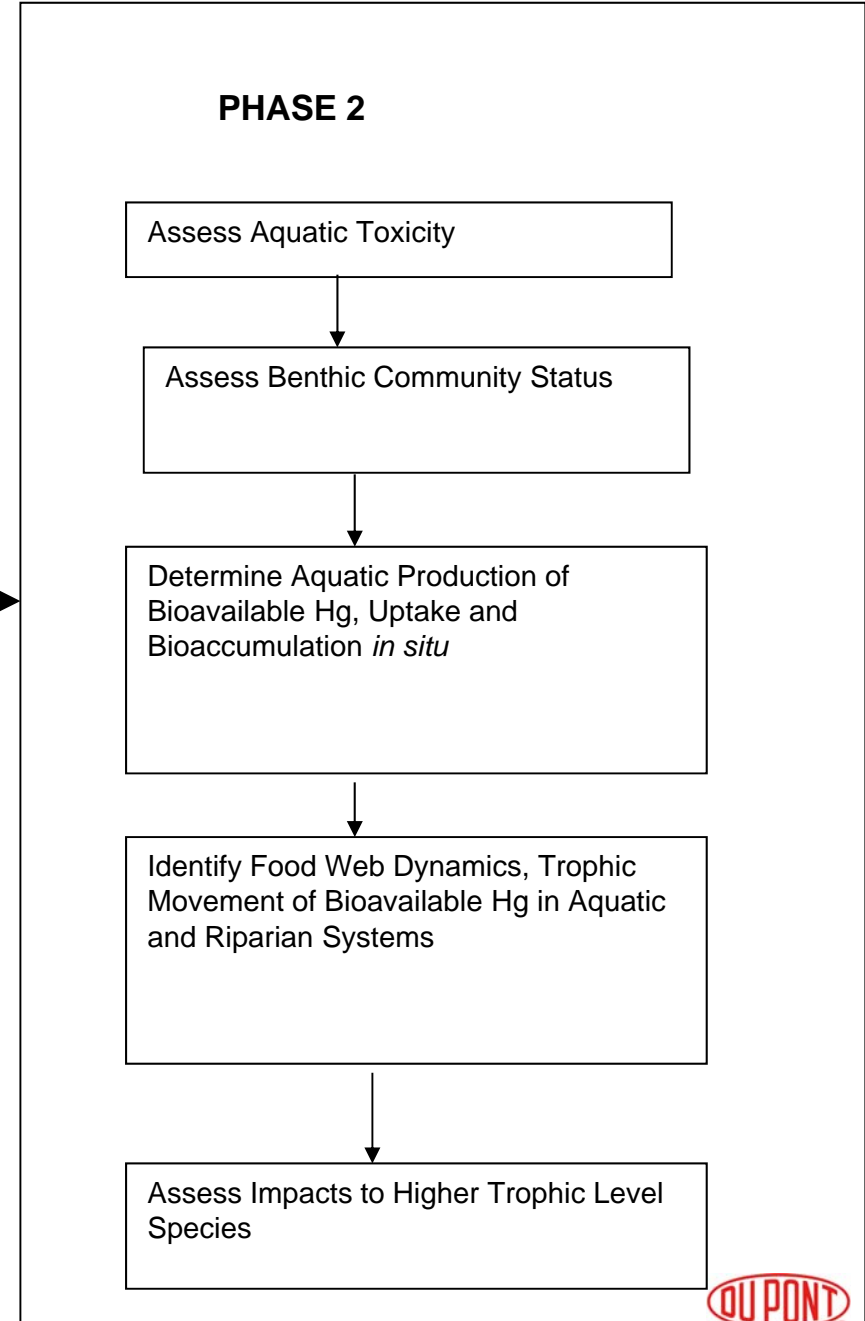 PHASE 2
Assess Aquatic Toxicity
Assess Benthic Community Status
Determine Aquatic Production of
Bioavailable Hg, Uptake and
Bioaccumulation in situ
Identify Food Web Dynamics, Trophic
Movement of Bioavailable Hg in Aquatic
and Riparian Systems
Assess Impacts to Higher Trophic Level
Species
DU PONT